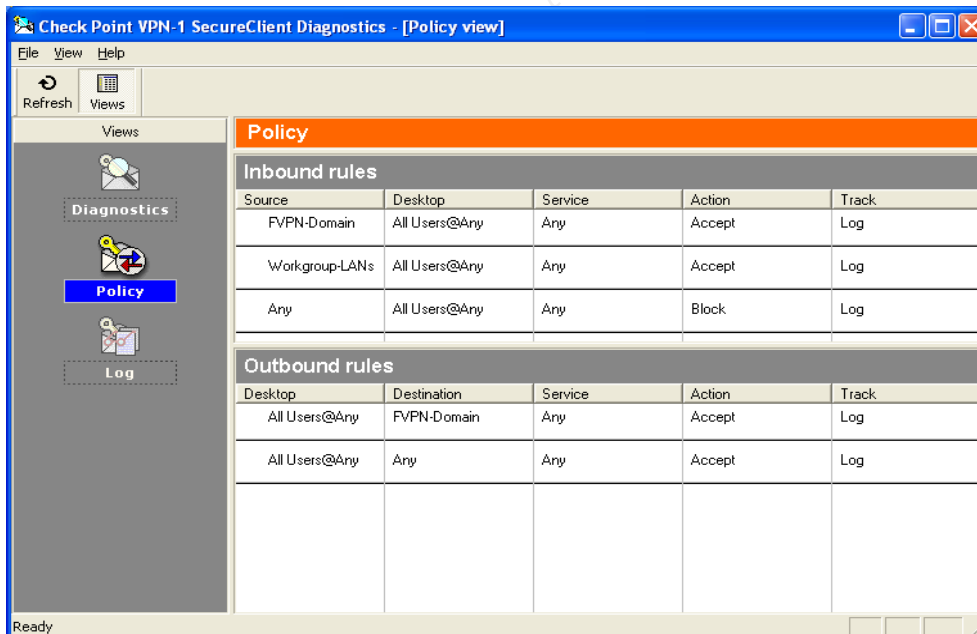 Check Point VPN-1 SecureClient Diagnostics - [Policy view]
File View Help
Refresh Views
Views
Diagnostics
Policy
Log
Policy
Inbound rules
Source Desktop Service Action Track
FVPN-Domain All Users@Any Any Accept Log
Workgroup-LANs All Users@Any Any Accept Log
Any All Users@Any Any Block Log
Outbound rules
Desktop Destination Service Action Track
All Users@Any FVPN-Domain Any Accept Log
All Users@Any Any Any Accept Log
Ready